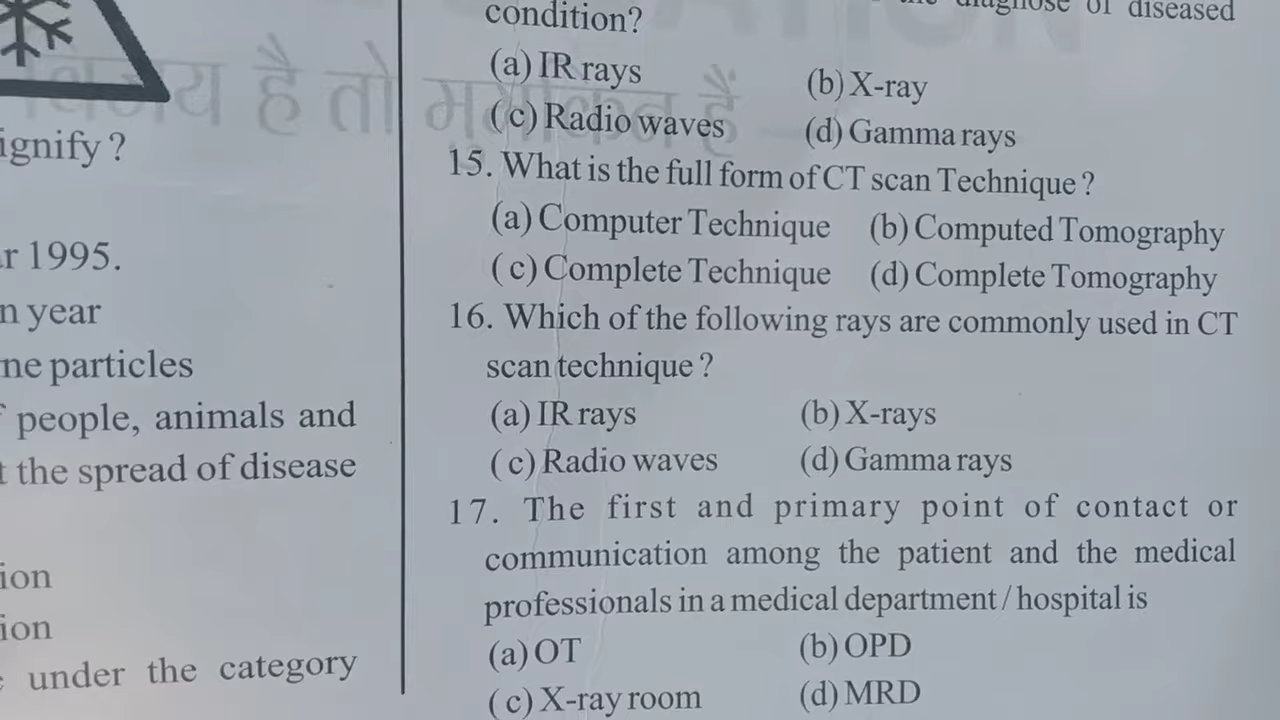 ignify ?
r 1995.
n year
ne particles
people, animals and
the spread of disease
ion
ion
under the category
diagnose of diseased
condition?
(a) IR rays (b) X-ray
(c) Radio waves (d) Gamma rays
15. What is the full form of CT scan Technique ?
(a) Computer Technique (b) Computed Tomography
(c) Complete Technique (d) Complete Tomography
16. Which of the following rays are commonly used in CT
scan technique ?
(a) IR rays (b) X-rays
(c) Radio waves (d) Gamma rays
17. The first and primary point of contact or
communication among the patient and the medical
professionals in a medical department / hospital is
(a) OT (b) OPD
(c) X-ray room (d) MRD